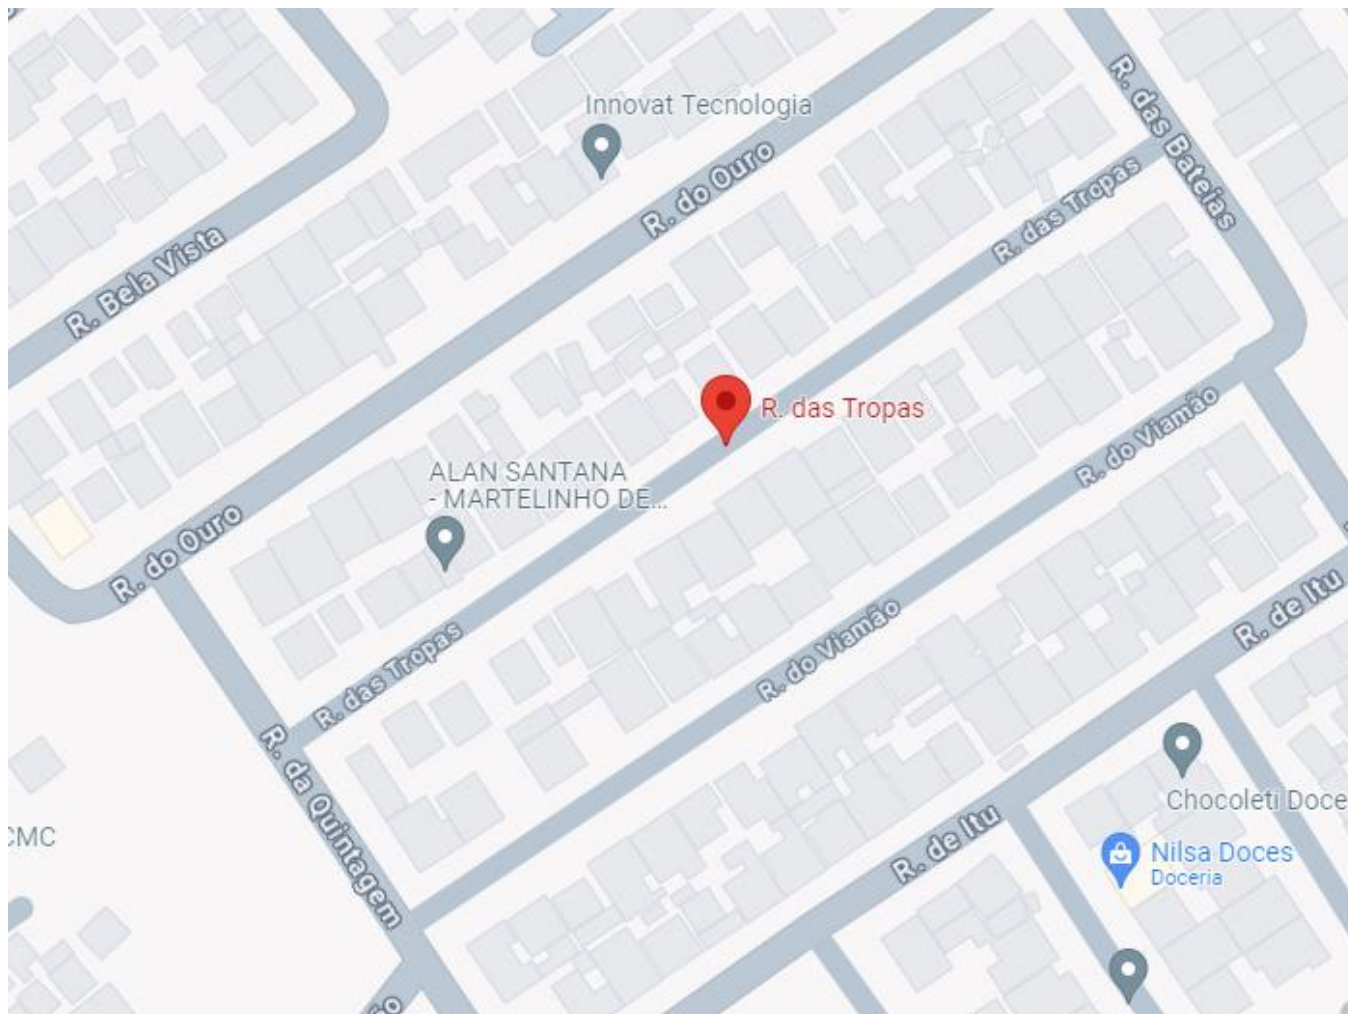 R. das Bateias
Innovat Tecnologia
R. do Ouro
R. das Tropas
R. Bela Vista
R. das Tropas
R. do Viamão
ALAN SANTANA
- MARTELINHO DE...
R. do Ouro
R. de Itu
R. do Viamão
R. das Tropas
R. da Quintagem
Chocoleti Doce
CMC
R. de Itu
Nilsa Doces
Doceria
ão